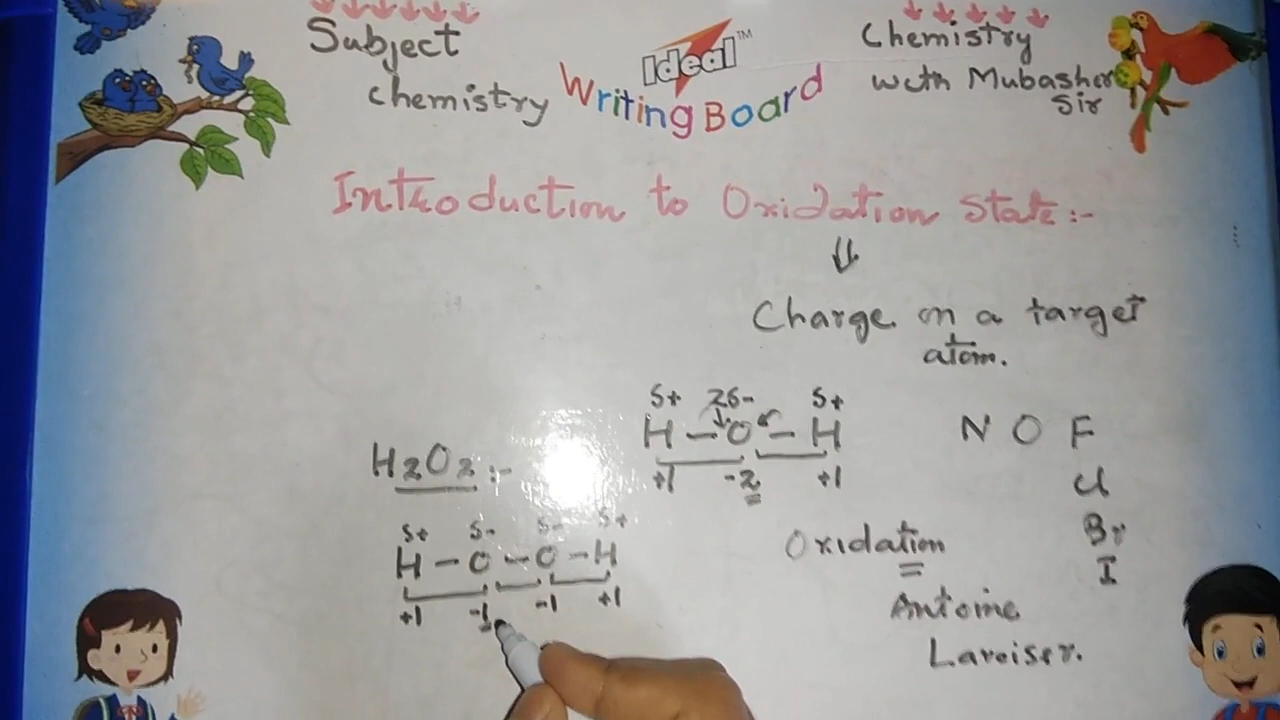 Subject
chemistry
Ideal™
Writing Board
Chemistry
with Mubasher
Sir
Introduction to Oxidation State:-
Charge on a target
atom.
H2O2:-
δ+ 2δ- δ+
H-O-H
+1 -2 +1
N O F
Cl
Br
I
δ+ δ- δ- δ+
H-O-O-H
+1 -1 -1 +1
Oxidation
Antoine
Lavoiser.